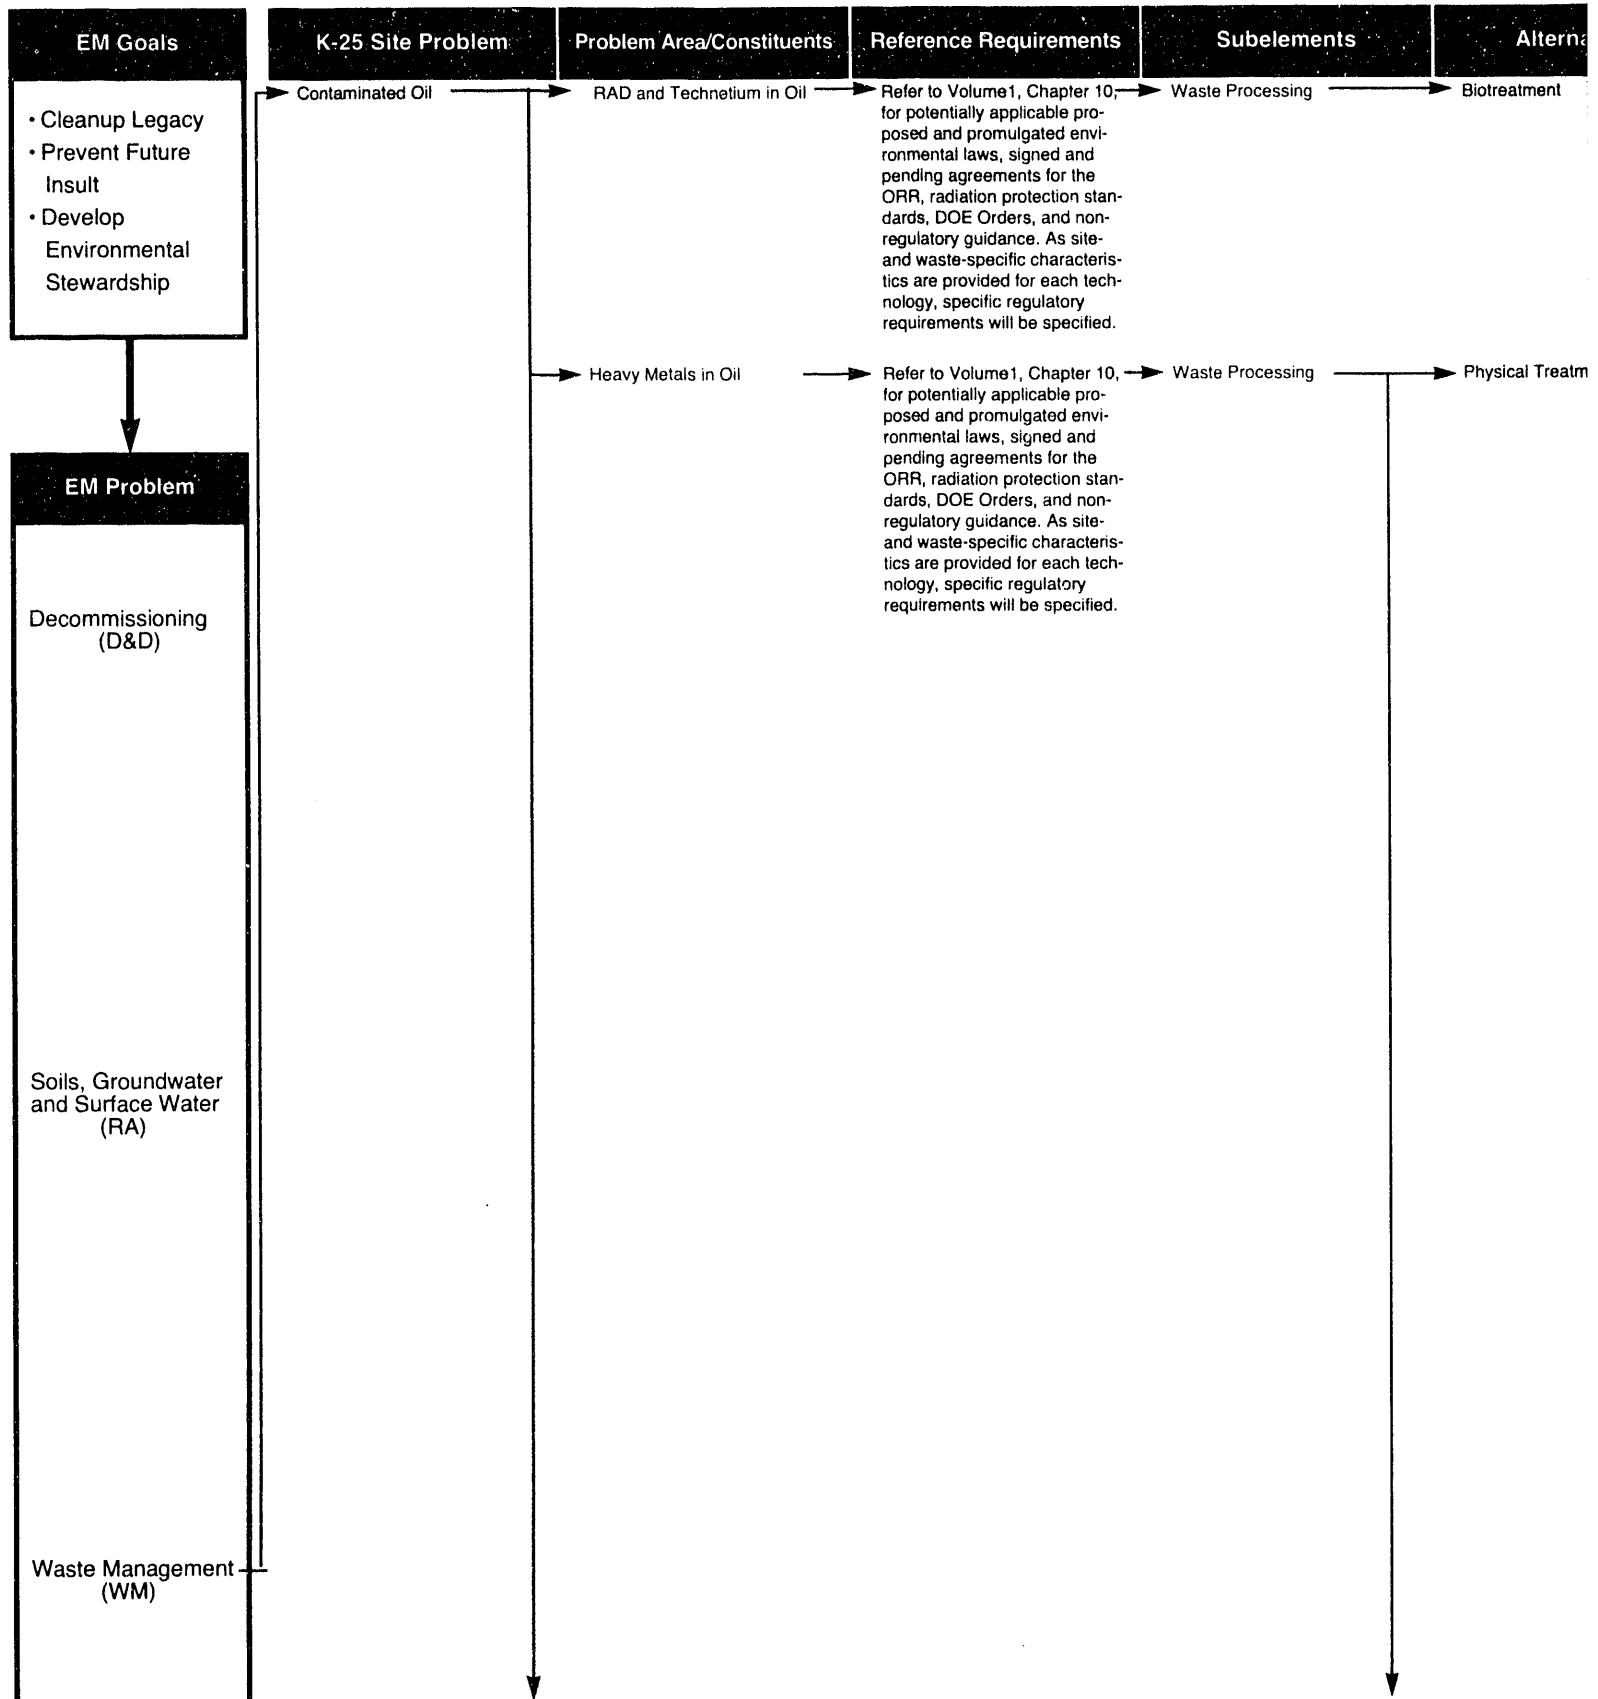 EM Goals
K-25 Site Problem
Problem Area/Constituents
Reference Requirements
Subelements
• Cleanup Legacy
• Prevent Future
Insult
• Develop
Environmental
Stewardship
Contaminated Oil
RAD and Technetium in Oil
Refer to Volume1, Chapter 10,
for potentially applicable pro-
posed and promulgated envi-
ronmental laws, signed and
pending agreements for the
ORR, radiation protection stan-
dards, DOE Orders, and non-
regulatory guidance. As site-
and waste-specific characteris-
tics are provided for each tech-
nology, specific regulatory
requirements will be specified.
Waste Processing
Biotreatment
Heavy Metals in Oil
Refer to Volume1, Chapter 10,
for potentially applicable pro-
posed and promulgated envi-
ronmental laws, signed and
pending agreements for the
ORR, radiation protection stan-
dards, DOE Orders, and non-
regulatory guidance. As site-
and waste-specific characteris-
tics are provided for each tech-
nology, specific regulatory
requirements will be specified.
Waste Processing
Physical Treatm
EM Problem
Decommissioning
(D&D)
Soils, Groundwater
and Surface Water
(RA)
Waste Management
(WM)